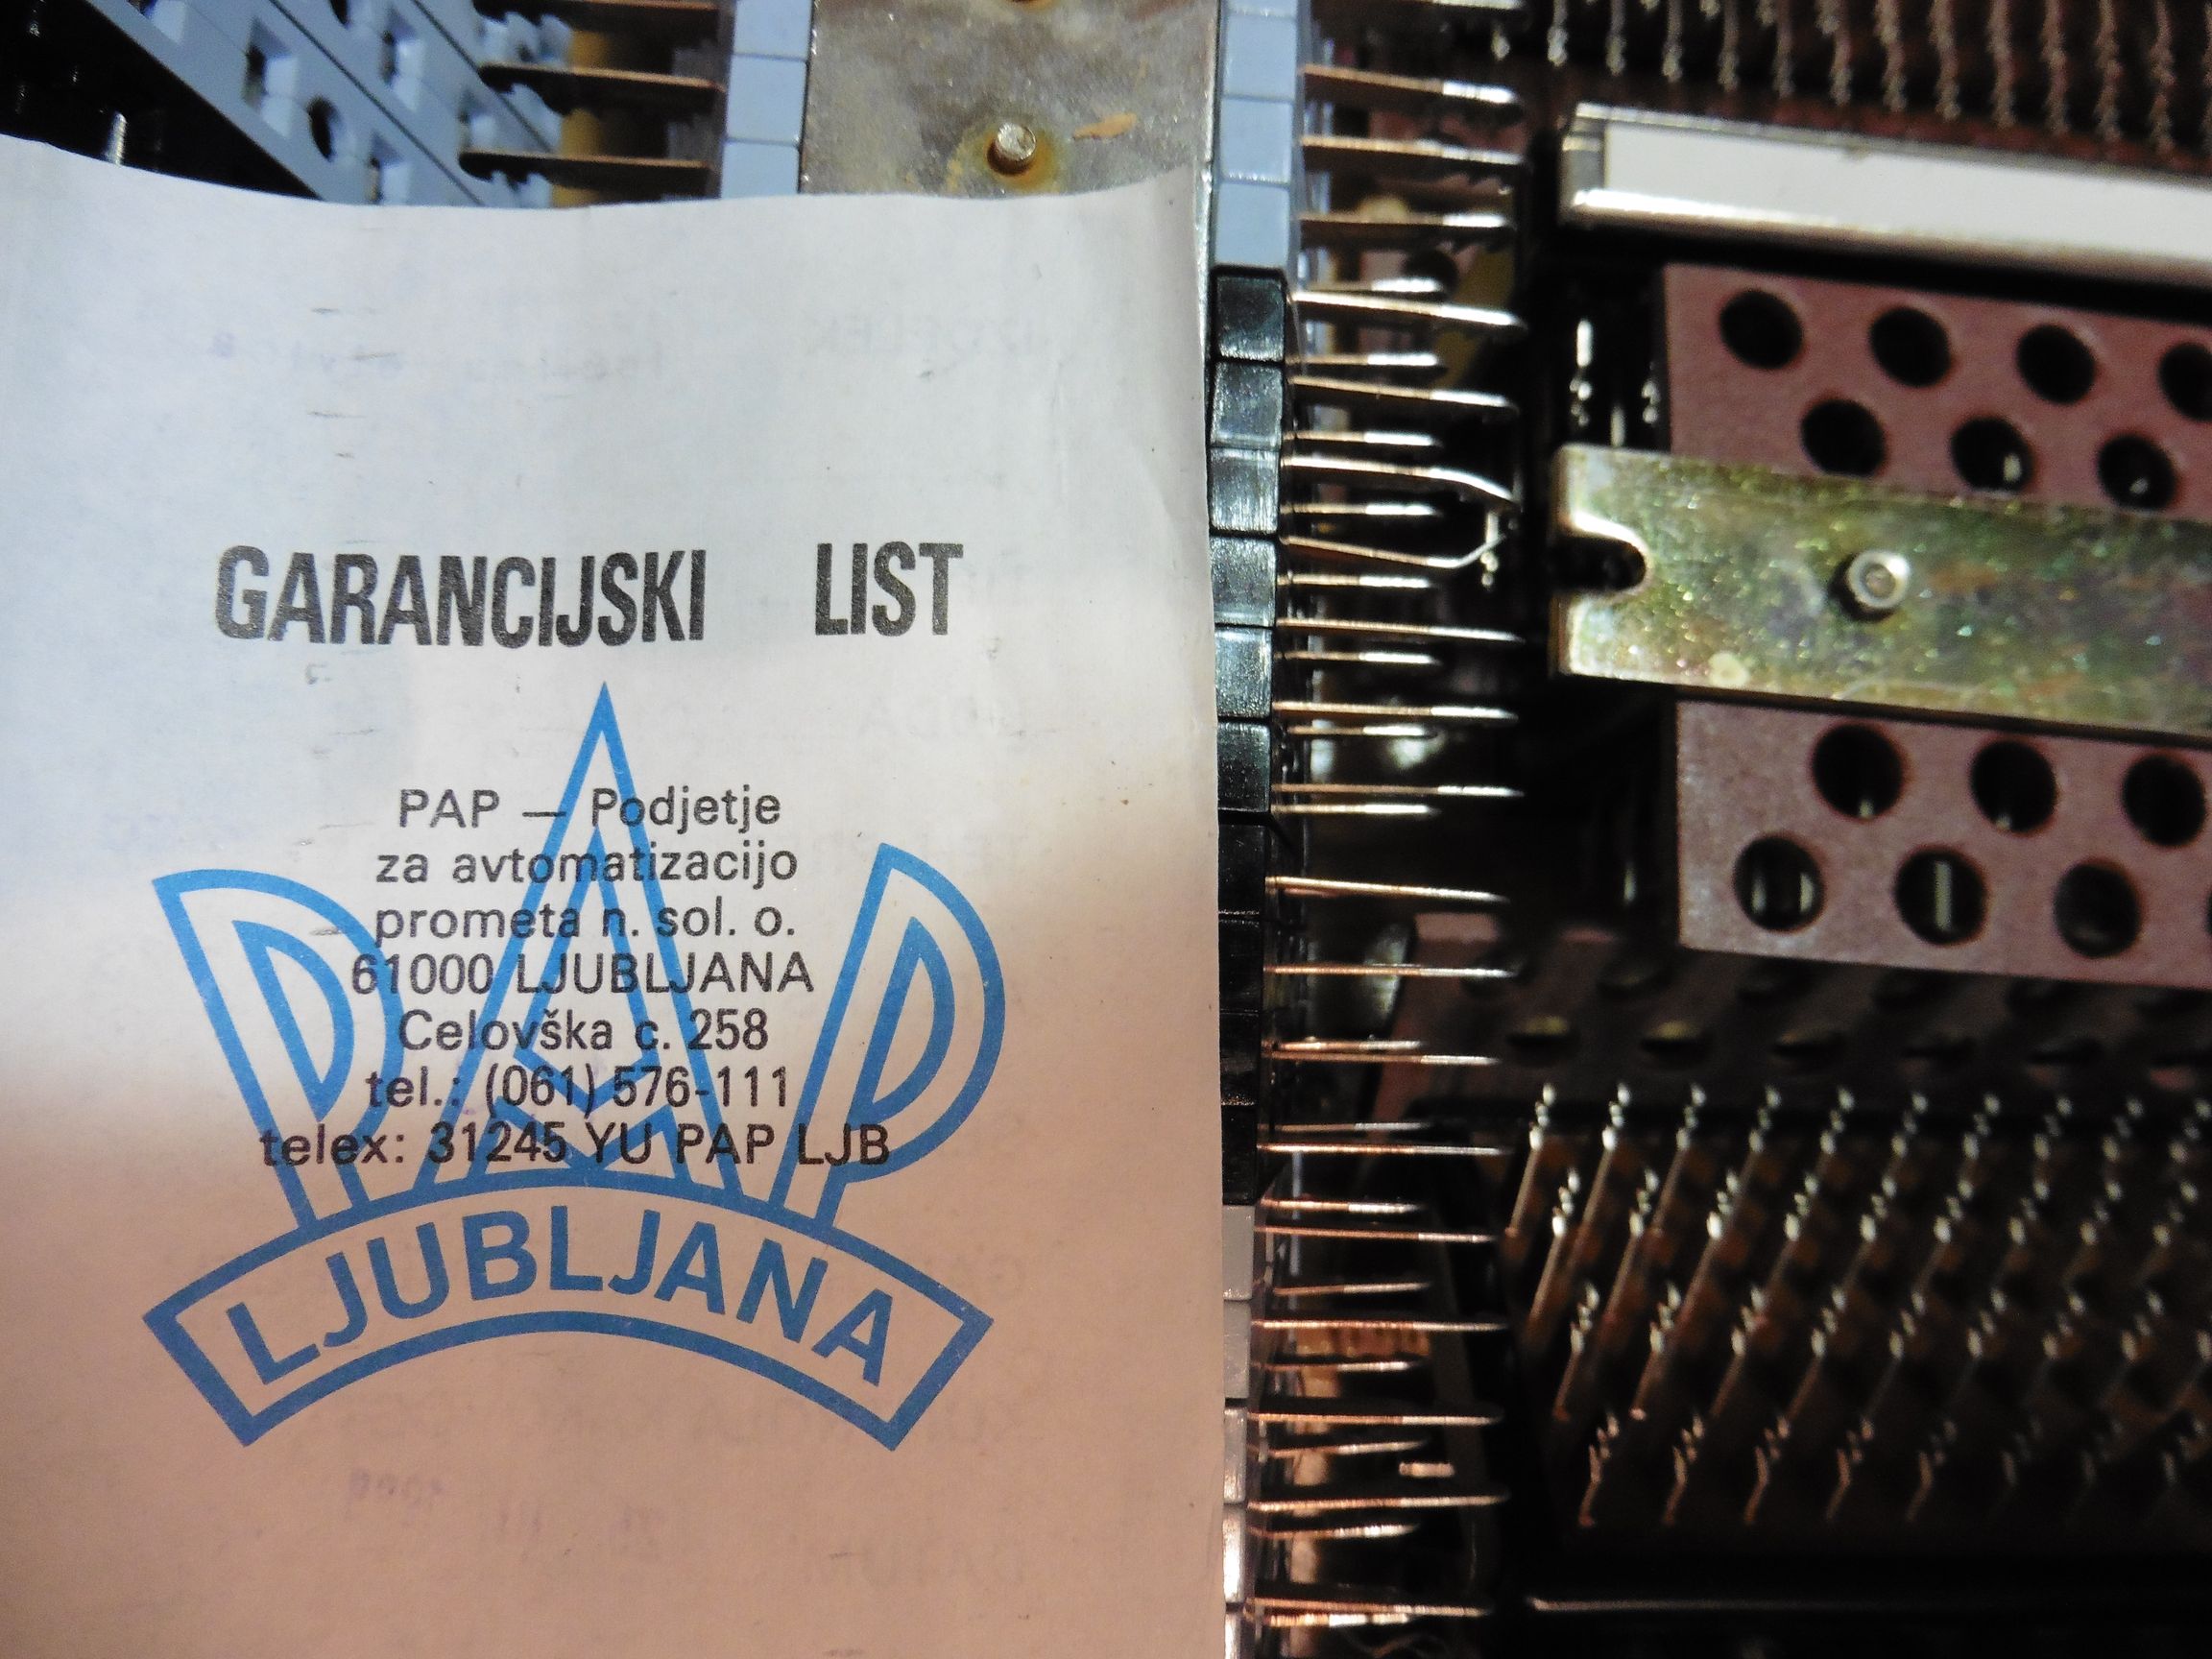 GARANCIJSKI LIST
PAP — Podjetje
za avtomatizacijo
prometa n. sol. o.
61000 LJUBLJANA
Celovška c. 258
tel.: (061) 576-111
telex: 31245 YU PAP LJB
PAP
LJUBLJANA